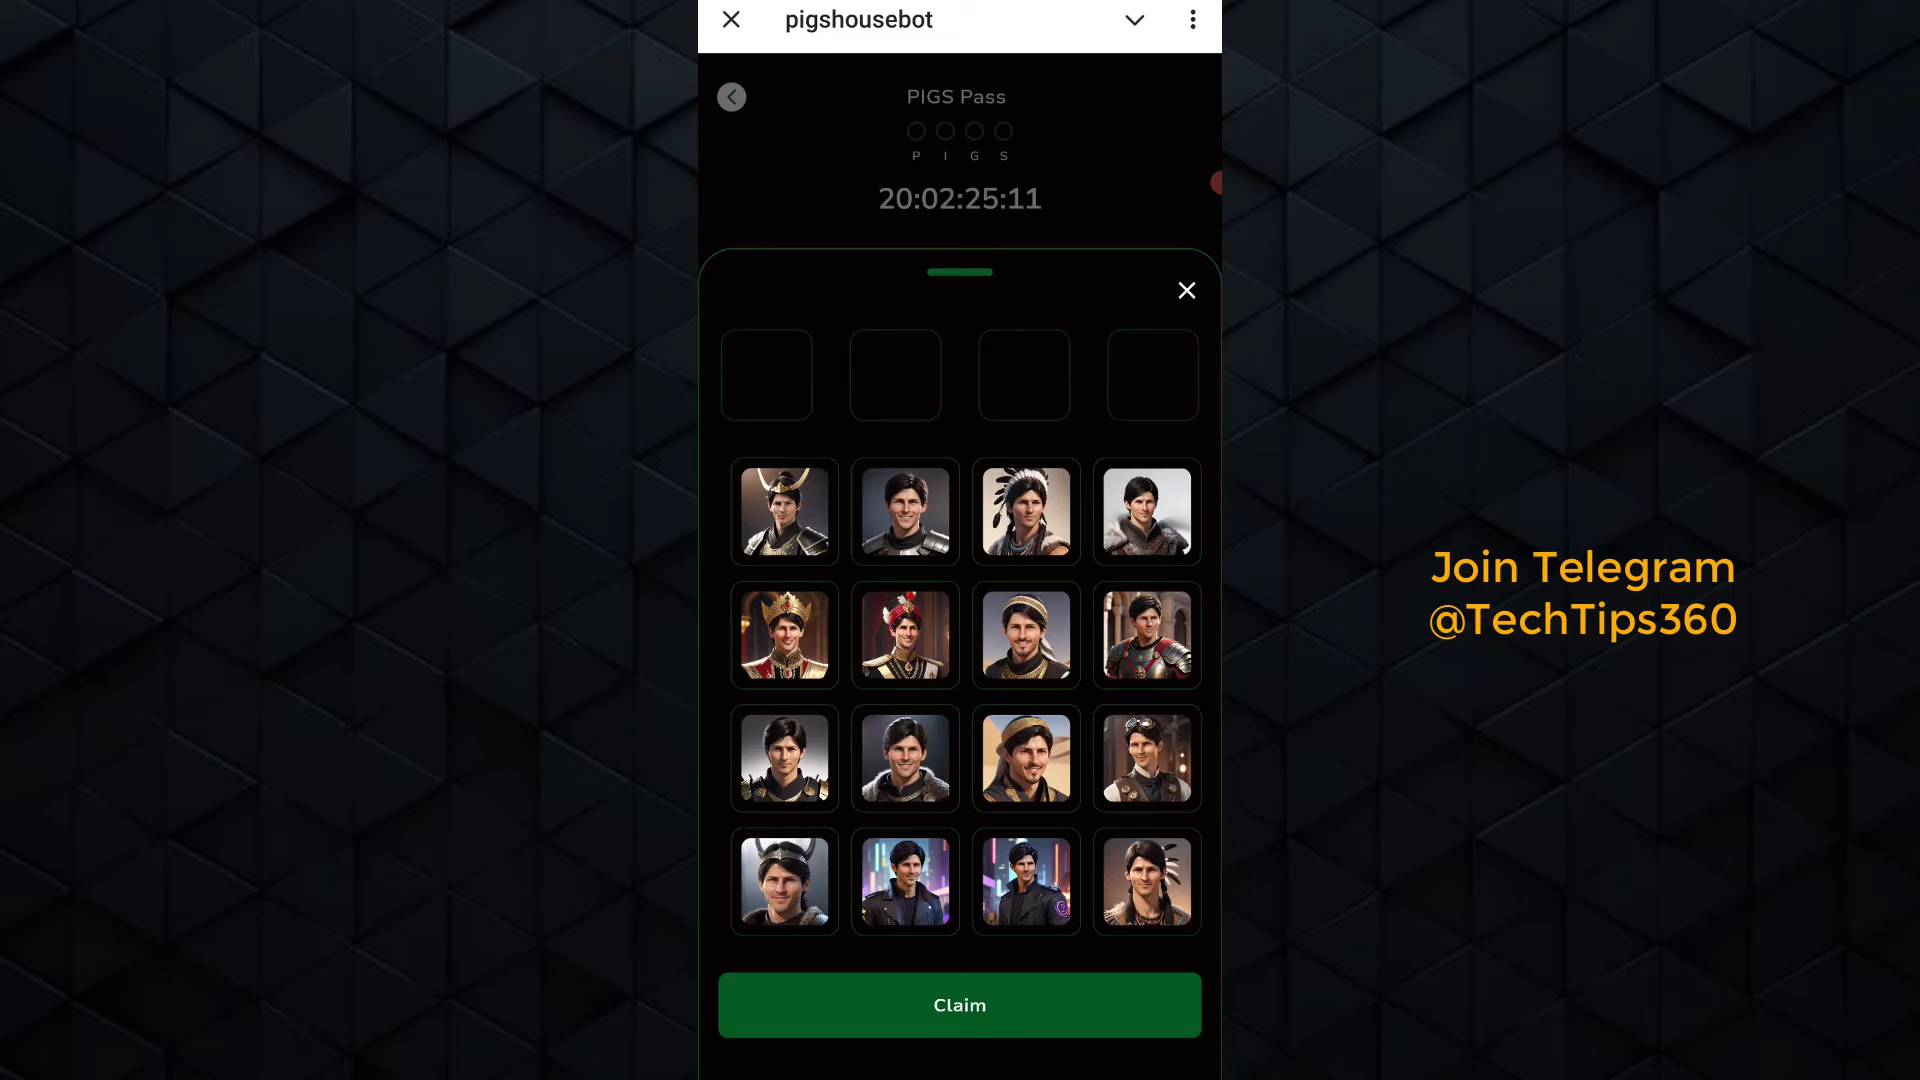 pigshousebot
PIGS Pass
P I G S
20:02:25:11
Join Telegram
@TechTips360
Claim